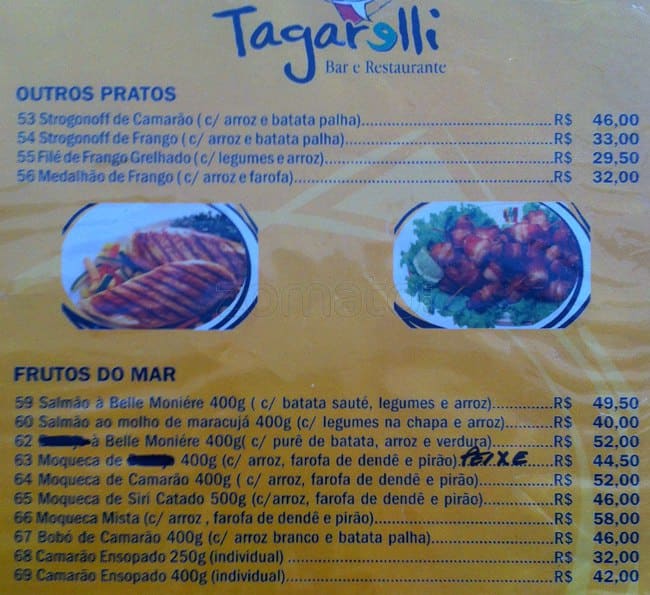 Tagarelli
Bar e Restaurante
OUTROS PRATOS
53 Strogonoff de Camarão ( c/ arroz e batata palha)..........R$ 46,00
54 Strogonoff de Frango ( c/ arroz e batata palha)..........R$ 33,00
55 Filé de Frango Grelhado ( c/ legumes e arroz)..........R$ 29,50
56 Medalhão de Frango ( c/ arroz e farofa)..........R$ 32,00
zomato
FRUTOS DO MAR
59 Salmão à Belle Moniére 400g ( c/ batata sauté, legumes e arroz)..........R$ 49,50
60 Salmão ao molho de maracujá 400g (c/ legumes na chapa e arroz)..........R$ 40,00
62 à Belle Moniére 400g( c/ purê de batata, arroz e verdura)..........R$ 52,00
63 Moqueca de 400g (c/ arroz, farofa de dendê e pirão) PEIXE..........R$ 44,50
64 Moqueca de Camarão 400g ( c/ arroz, farofa de dendê e pirão)..........R$ 52,00
65 Moqueca de Siri Catado 500g (c/arroz, farofa de dendê e pirão)..........R$ 46,00
66 Moqueca Mista (c/ arroz , farofa de dendê e pirão)..........R$ 58,00
67 Bobó de Camarão 400g (c/ arroz branco e batata palha)..........R$ 46,00
68 Camarão Ensopado 250g (individual) ..........R$ 32,00
69 Camarão Ensopado 400g (individual)..........R$ 42,00